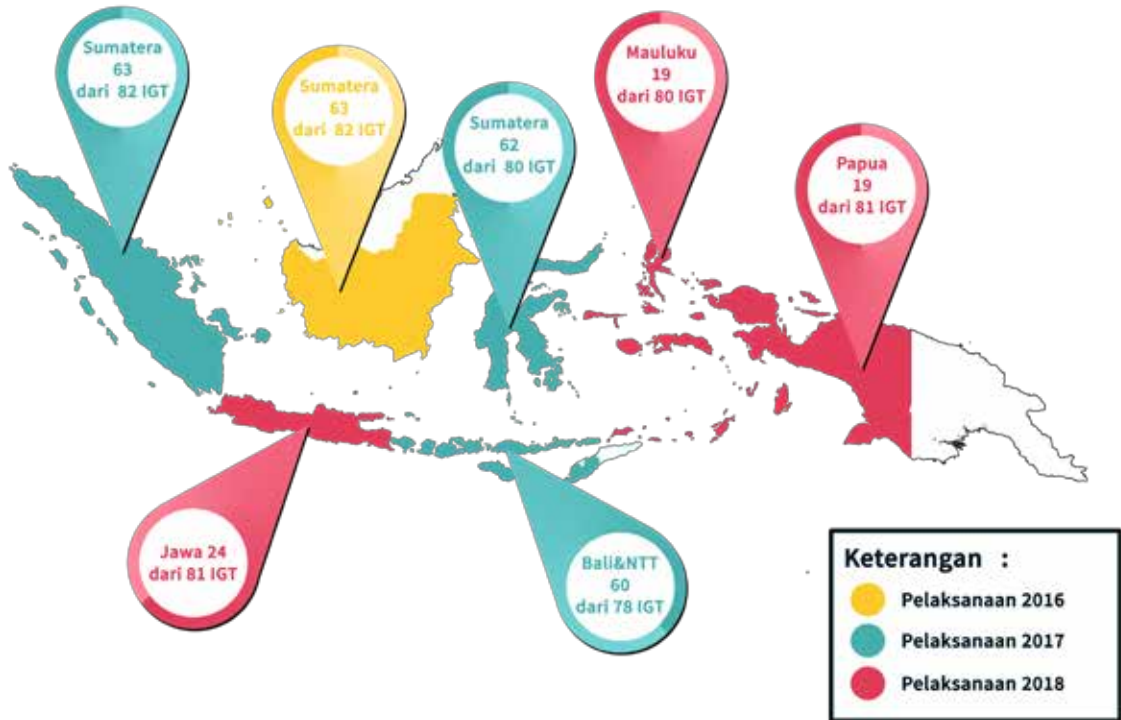 Sumatera
63
dari 82 IGT
Sumatera
63
dari 82 IGT
Sumatera
62
dari 80 IGT
Mauluku
19
dari 80 IGT
Papua
19
dari 81 IGT
Jawa 24
dari 81 IGT
Bali&NTT
60
dari 78 IGT
Keterangan :
Pelaksanaan 2016
Pelaksanaan 2017
Pelaksanaan 2018